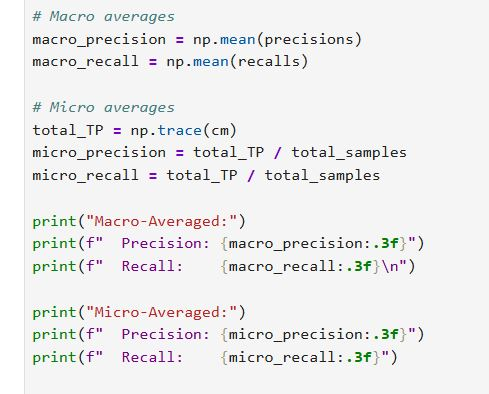 # Macro averages
macro_precision = np.mean(precisions)
macro_recall = np.mean(recalls)
# Micro averages
total_TP = np.trace(cm)
micro_precision = total_TP / total_samples
micro_recall = total_TP / total_samples
print("Macro-Averaged:")
print(f"  Precision: {macro_precision:.3f}")
print(f"  Recall:    {macro_recall:.3f}\n")
print("Micro-Averaged:")
print(f"  Precision: {micro_precision:.3f}")
print(f"  Recall:    {micro_recall:.3f}")